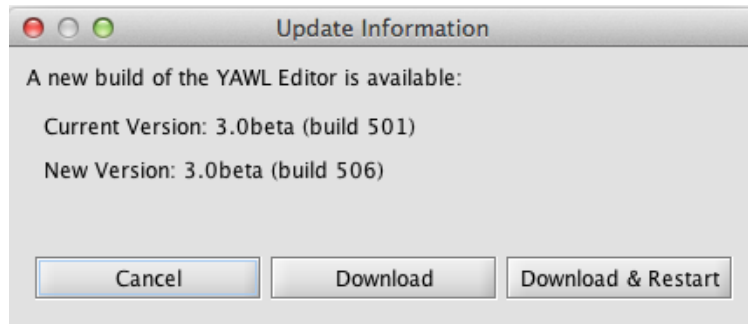 Update Information
A new build of the YAWL Editor is available:
Current Version: 3.0beta (build 501)
New Version: 3.0beta (build 506)
Cancel Download Download & Restart